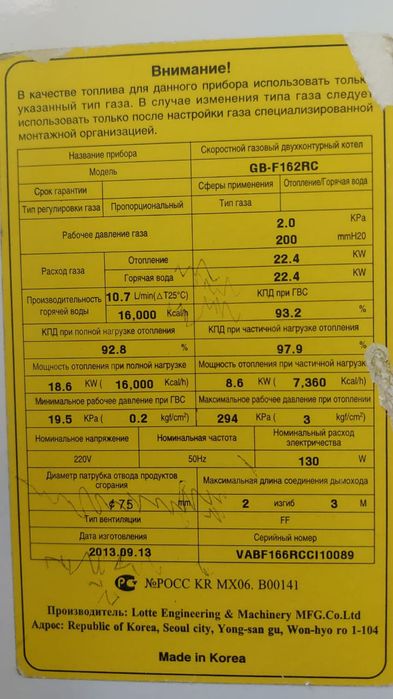 Внимание!
В качестве топлива для данного прибора использовать только
указанный тип газа. В случае изменения типа газа следует
использовать только после настройки газа специализированной
монтажной организацией.
Название прибора Скоростной газовый двухконтурный котел
Модель GB-F162RC
Срок гарантии Сферы применения Отопление/Горячая вода
Тип регулировки газа Пропорциональный Тип газа
Рабочее давление газа 2.0 KPa
200 mmH20
Расход газа Отопление 22.4 KW
Горячая вода 22.4 KW
Производительность горячей воды 10.7 L/min(△T25°C) КПД при ГВС
16,000 Kcal/h 93.2 %
КПД при полной нагрузке отопления КПД при частичной нагрузке отопления
92.8 % 97.9 %
Мощность отопления при полной нагрузке Мощность отопления при частичной нагрузке
18.6 KW ( 16,000 Kcal/h) 8.6 KW ( 7,360 Kcal/h)
Минимальное рабочее давление при ГВС Максимальное рабочее давление при отоплении
19.5 KPa ( 0.2 kgf/cm²) 294 KPa ( 3 kgf/cm²)
Номинальное напряжение Номинальная частота Номинальный расход электричества
220V 50Hz 130 W
Диаметр патрубка отвода продуктов сгорания Максимальная длина соединения дымохода
¢75 mm 2 изгиб 3 M
Тип вентиляции FF
Дата изготовления Серийный номер
2013.09.13 VABF166RCCI10089
№РОСС KR MX06. B00141
Производитель: Lotte Engineering & Machinery MFG.Co.Ltd
Адрес: Republic of Korea, Seoul city, Yong-san gu, Won-hyo ro 1-104
Made in Korea